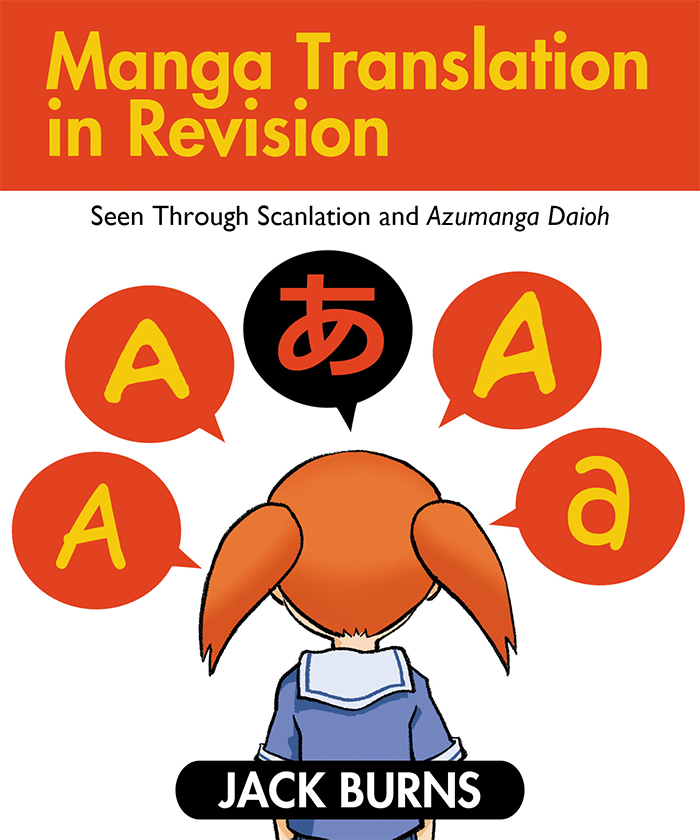 Manga Translation
in Revision
Seen Through Scanlation and Azumanga Daioh
あ
A
A
A
a
JACK BURNS